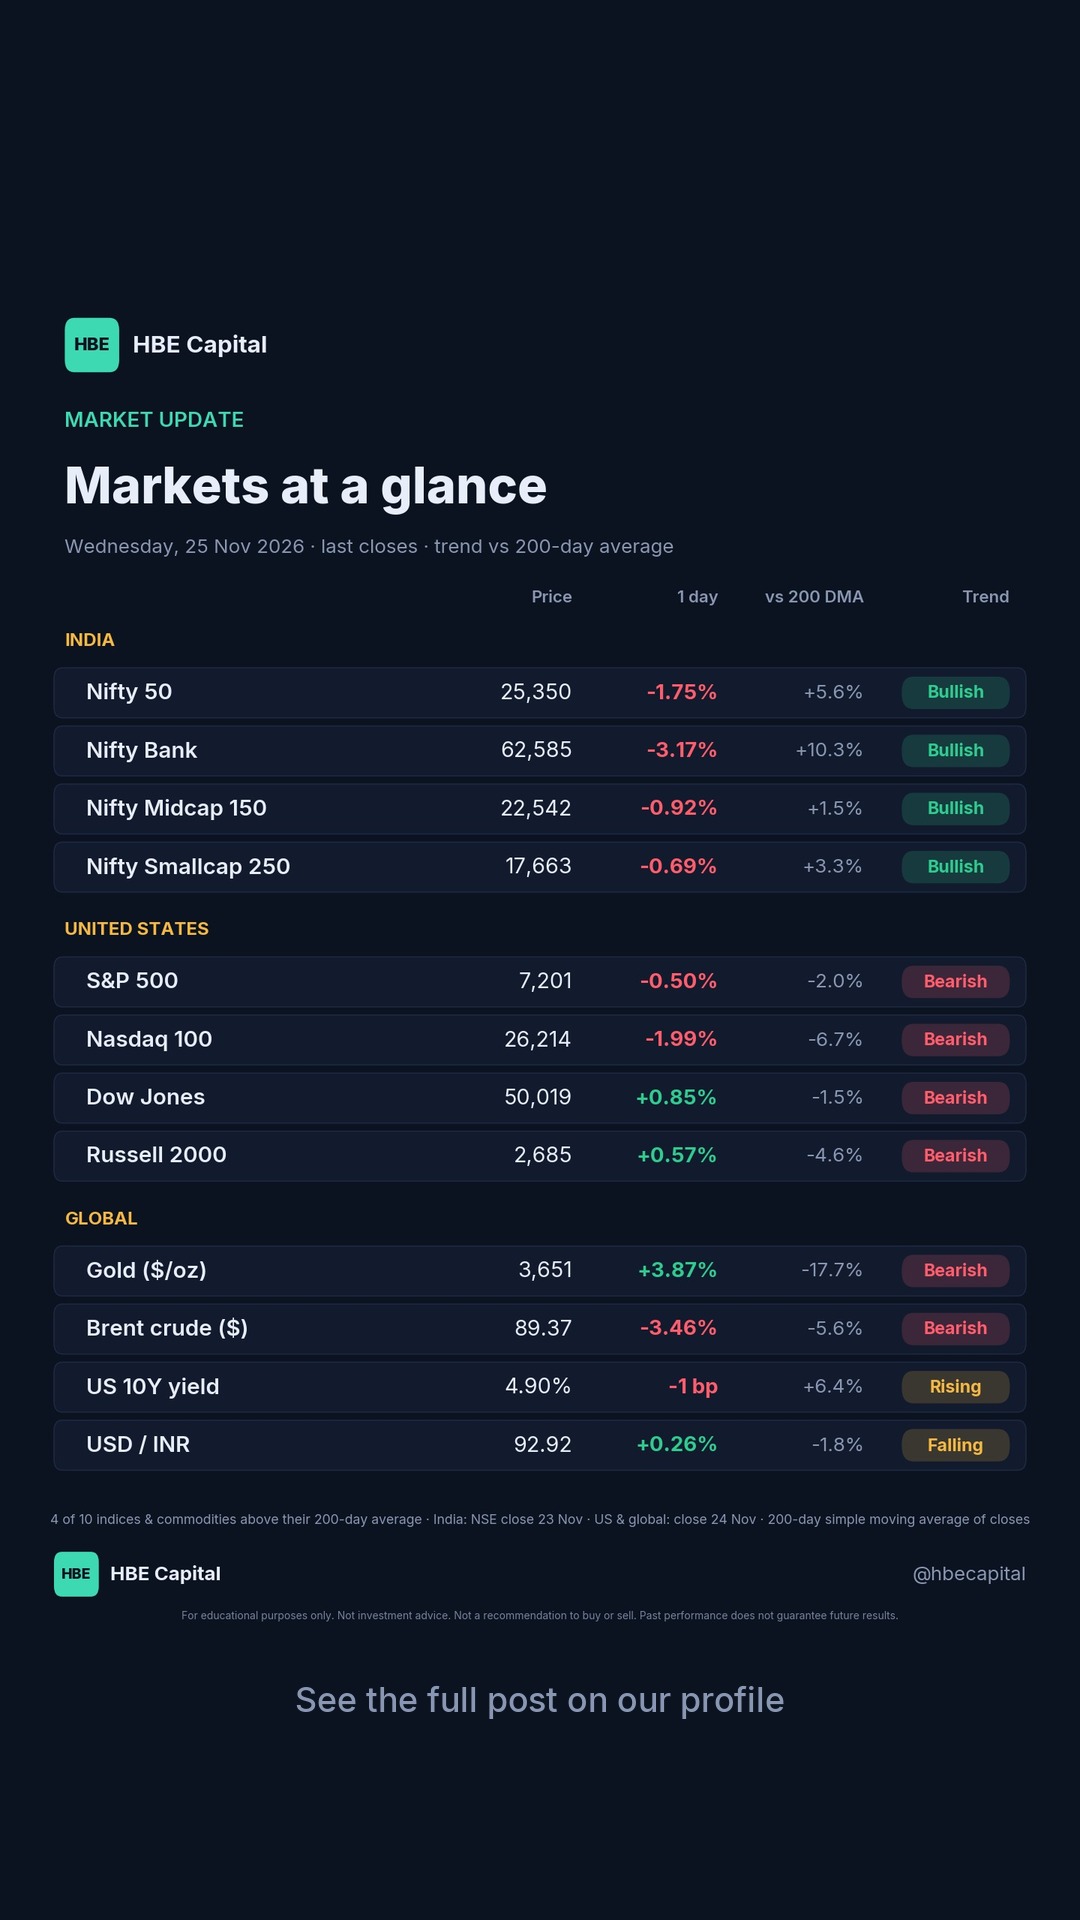 HBE HBE Capital
MARKET UPDATE
Markets at a glance
Wednesday, 25 Nov 2026 · last closes · trend vs 200-day average
Price 1 day vs 200 DMA Trend
INDIA
Nifty 50 25,350 -1.75% +5.6% Bullish
Nifty Bank 62,585 -3.17% +10.3% Bullish
Nifty Midcap 150 22,542 -0.92% +1.5% Bullish
Nifty Smallcap 250 17,663 -0.69% +3.3% Bullish
UNITED STATES
S&P 500 7,201 -0.50% -2.0% Bearish
Nasdaq 100 26,214 -1.99% -6.7% Bearish
Dow Jones 50,019 +0.85% -1.5% Bearish
Russell 2000 2,685 +0.57% -4.6% Bearish
GLOBAL
Gold ($/oz) 3,651 +3.87% -17.7% Bearish
Brent crude ($) 89.37 -3.46% -5.6% Bearish
US 10Y yield 4.90% -1 bp +6.4% Rising
USD / INR 92.92 +0.26% -1.8% Falling
4 of 10 indices & commodities above their 200-day average · India: NSE close 23 Nov · US & global: close 24 Nov · 200-day simple moving average of closes
HBE HBE Capital @hbecapital
For educational purposes only. Not investment advice. Not a recommendation to buy or sell. Past performance does not guarantee future results.
See the full post on our profile